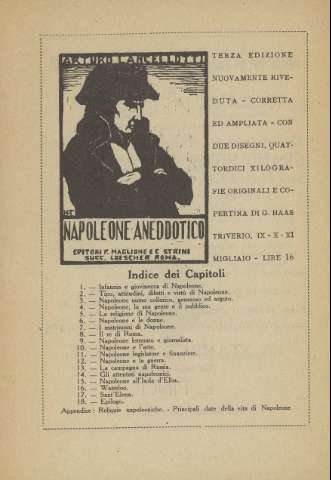 ARTURO LANCELLOTTI
NAPOLEONE ANEDDOTICO
EDITORI P. MAGLIONE E C. STRINI
SUCC. LOESCHER ROMA.
TERZA EDIZIONE
NUOVAMENTE RIVE-
DUTA - CORRETTA
ED AMPLIATA - CON
DUE DISEGNI, QUAT-
TORDICI XILOGRA-
FIE ORIGINALI E CO-
PERTINA DI G. HAAS
TRIVERIO, IX - X - XI
MIGLIAIO - LIRE 16
Indice dei Capitoli
1. — Infanzia e giovinezza di Napoleone.
2. — Tipo, attitudini, difetti e virtù di Napoleone.
3. — Napoleone uomo collerico, generoso ed arguto.
4. — Napoleone, la sua gente e il pubblico.
5. — La religione di Napoleone.
6. — Napoleone e le donne.
7. — I matrimoni di Napoleone.
8. — Il re di Roma.
9. — Napoleone letterato e giornalista.
10. — Napoleone e l'arte.
11. — Napoleone legislatore e finanziere.
12. — Napoleone e la guerra.
13. — La campagna di Russia.
14. — Gli attentati napoleonici.
15. — Napoleone all'isola d'Elba.
16. — Waterloo.
17. — Sant'Elena.
18. — Epilogo.
Appendice: Reliquie napoleoniche. - Principali date della vita di Napoleone